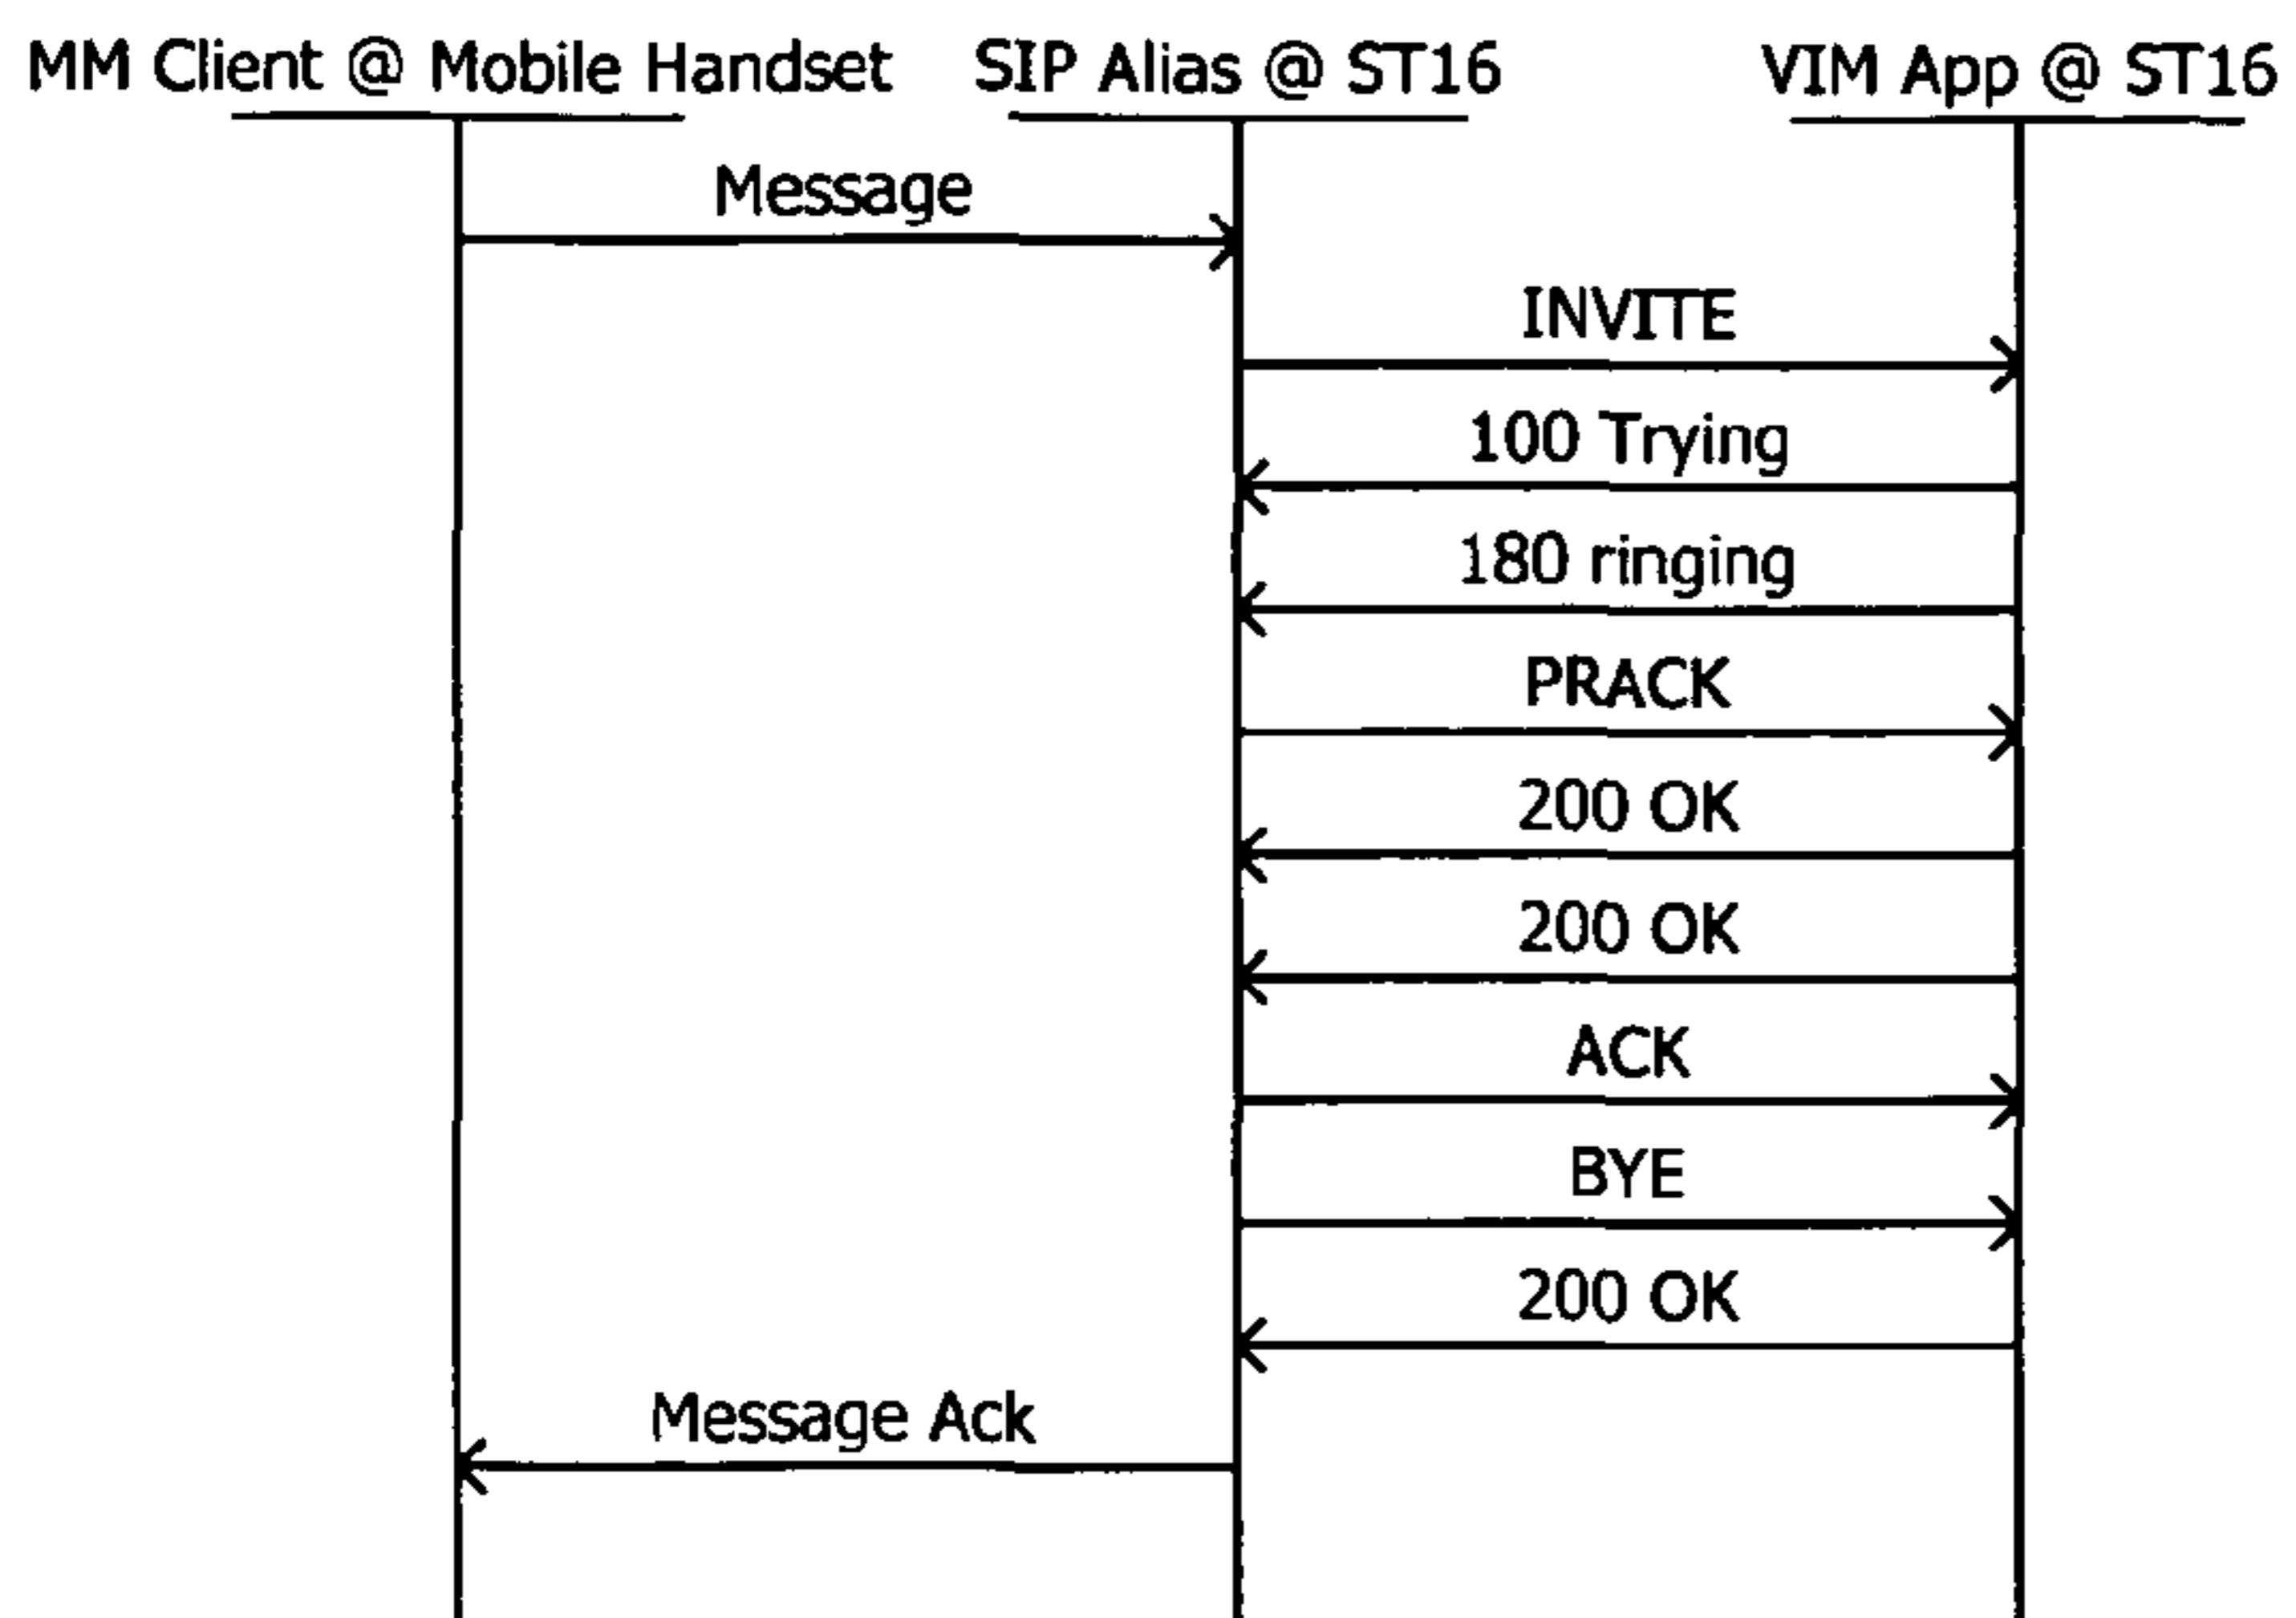 MM Client @ Mobile Handset
SIP Alias @ ST16
VIM App @ ST16
Message
INVITE
100 Trying
180 ringing
PRACK
200 OK
200 OK
ACK
BYE
200 OK
Message Ack